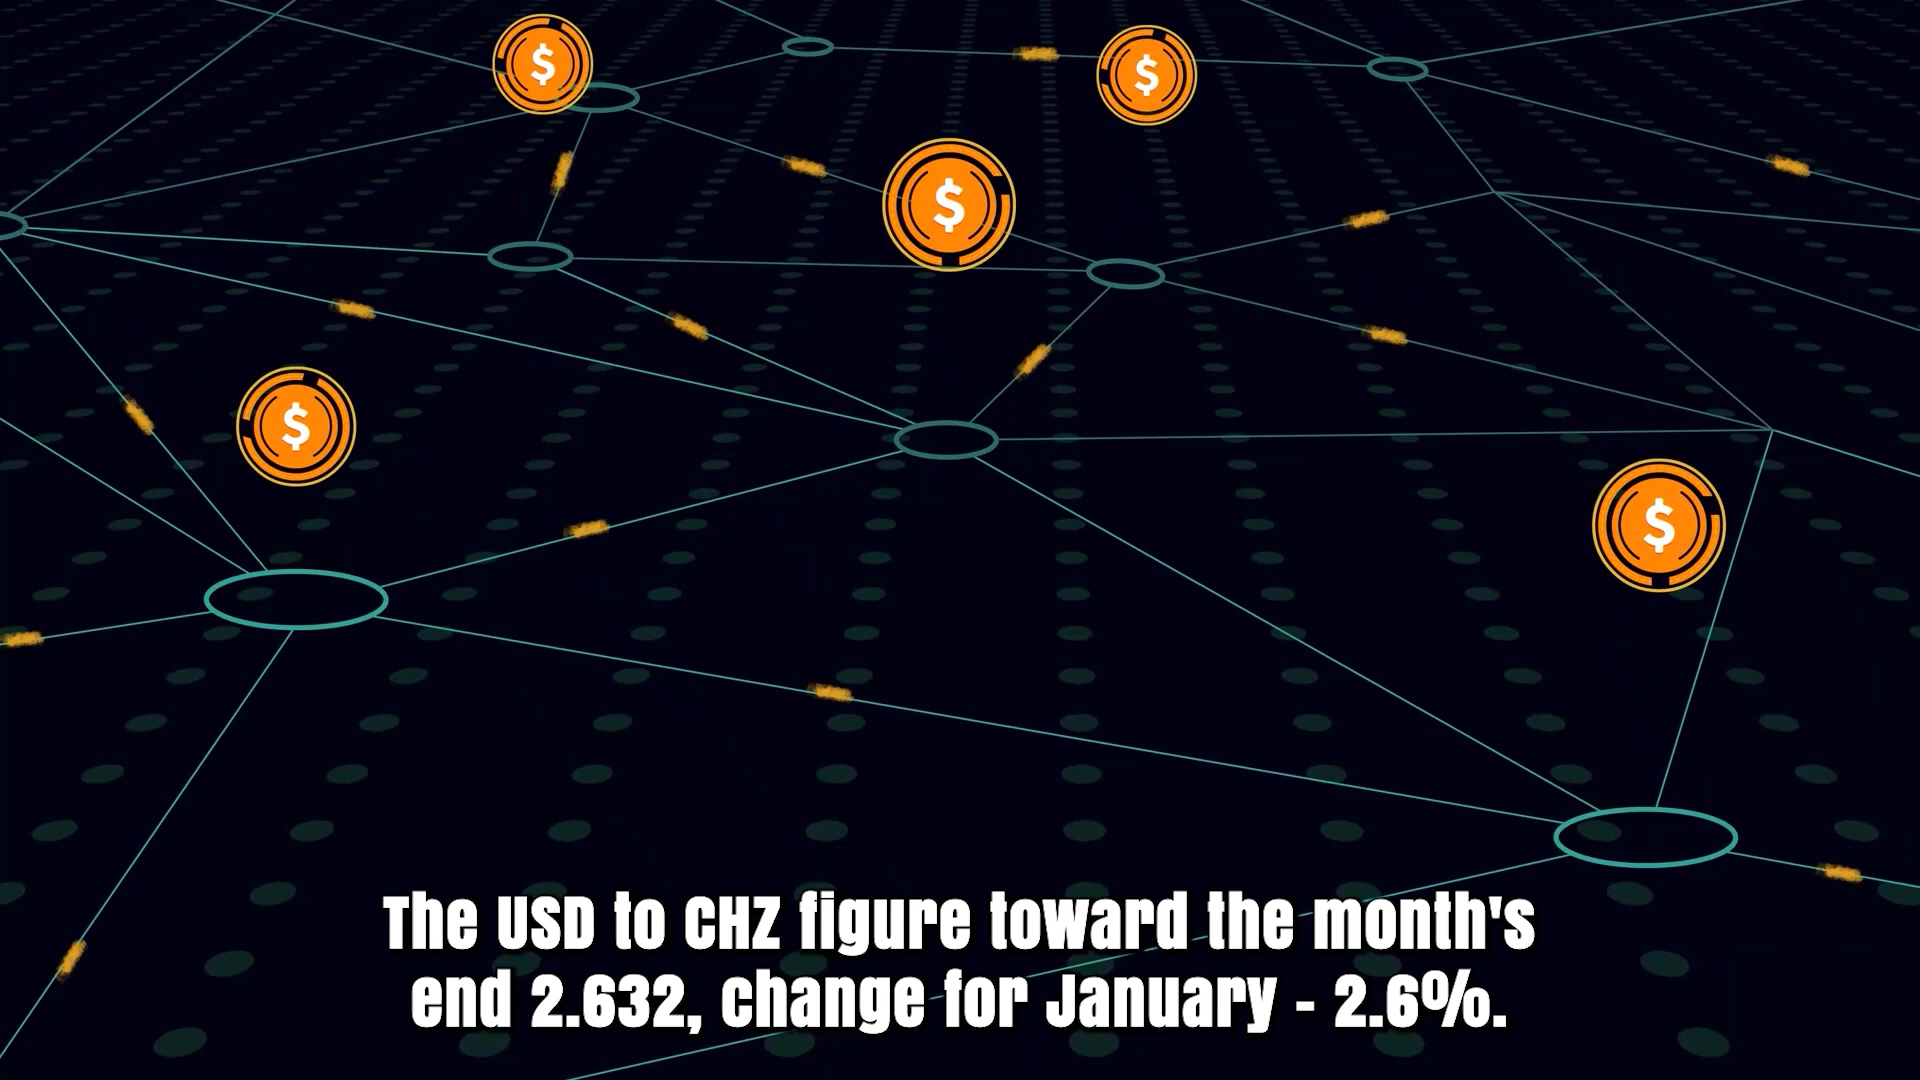 $
$
$
$
$
The USD to CHZ figure toward the month's
end 2.632, change for January - 2.6%.